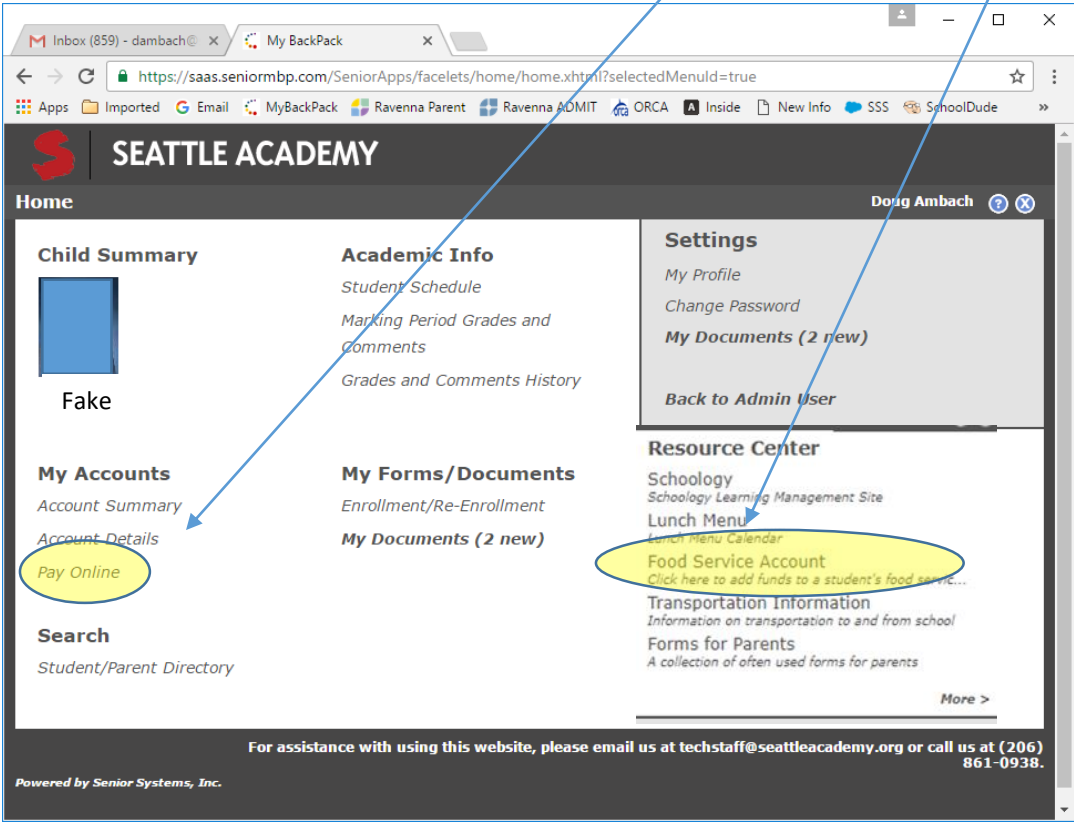 Inbox (859) - dambach@
My BackPack
https://saas.seniormbp.com/SeniorApps/facelets/home/home.xhtml?selectedMenuId=true
Apps Imported Email MyBackPack Ravenna Parent Ravenna ADMIT ORCA Inside New Info SSS SchoolDude »
SEATTLE ACADEMY
Home
Doug Ambach
Child Summary
Fake
Academic Info
Student Schedule
Marking Period Grades and
Comments
Grades and Comments History
Settings
My Profile
Change Password
My Documents (2 new)
Back to Admin User
My Accounts
Account Summary
Account Details
Pay Online
My Forms/Documents
Enrollment/Re-Enrollment
My Documents (2 new)
Resource Center
Schoology
Schoology Learning Management Site
Lunch Menu
Lunch Menu Calendar
Food Service Account
Click here to add funds to a student's food servic...
Transportation Information
Information on transportation to and from school
Forms for Parents
A collection of often used forms for parents
More >
Search
Student/Parent Directory
For assistance with using this website, please email us at techstaff@seattleacademy.org or call us at (206)
861-0938.
Powered by Senior Systems, Inc.